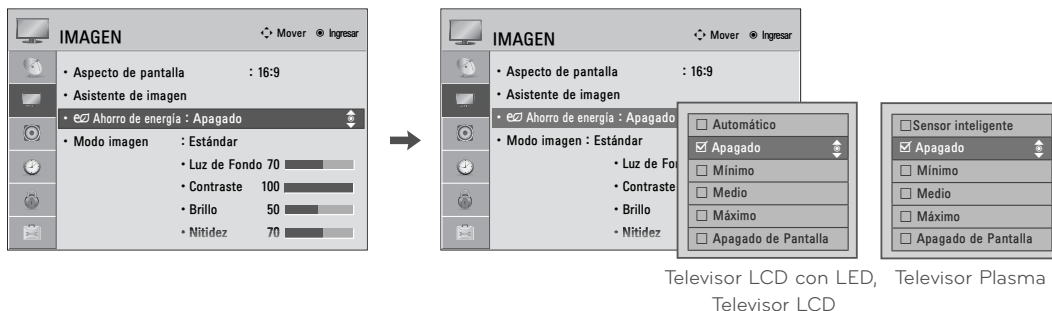 IMAGEN
Mover
Ingresar
• Aspecto de pantalla : 16:9
• Asistente de imagen
• Ahorro de energía : Apagado
• Modo imagen : Estándar
• Luz de Fondo 70
• Contraste 100
• Brillo 50
• Nitidez 70
IMAGEN
Mover
Ingresar
• Aspecto de pantalla : 16:9
• Asistente de imagen
• Ahorro de energía : Apagado
• Modo imagen : Estándar
• Luz de Fo
• Contraste
• Brillo
• Nitidez
Automático
Apagado
Mínimo
Medio
Máximo
Apagado de Pantalla
Sensor inteligente
Apagado
Mínimo
Medio
Máximo
Apagado de Pantalla
Televisor LCD con LED,
Televisor LCD
Televisor Plasma